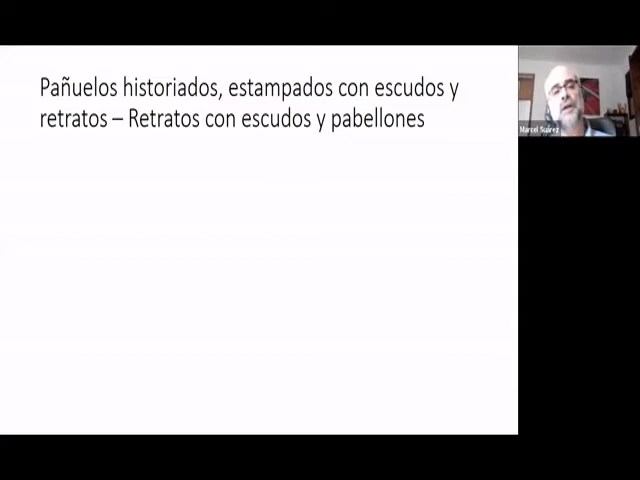 Pañuelos historiados, estampados con escudos y
retratos – Retratos con escudos y pabellones
Marcel Suárez